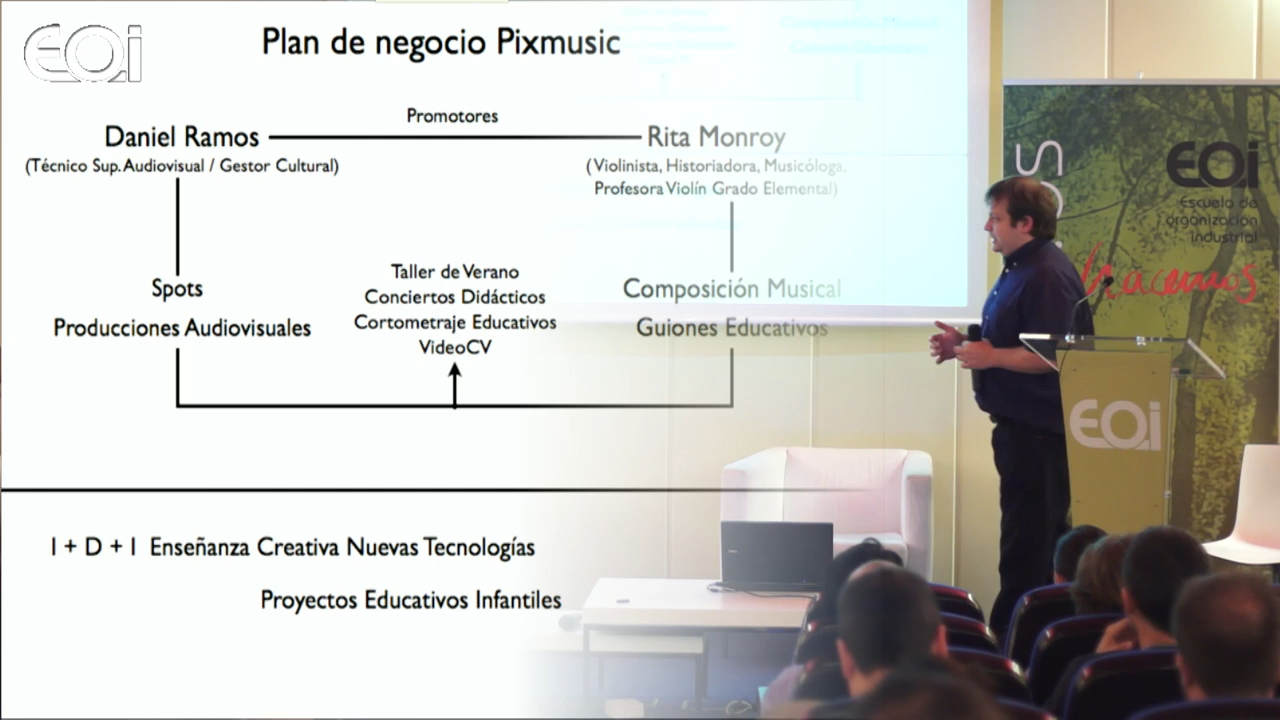 EOi
Plan de negocio Pixmusic
Promotores
Daniel Ramos
Rita Monroy
(Técnico Sup. Audiovisual / Gestor Cultural)
(Violinista, Historiadora, Musicóloga,
Profesora Violín Grado Elemental)
Spots
Producciones Audiovisuales
Taller de Verano
Conciertos Didácticos
Cortometraje Educativos
VideoCV
Composición Musical
Guiones Educativos
I + D + I Enseñanza Creativa Nuevas Tecnologías
Proyectos Educativos Infantiles
EOi
Escuela de
organización
industrial
hacemos
EOi